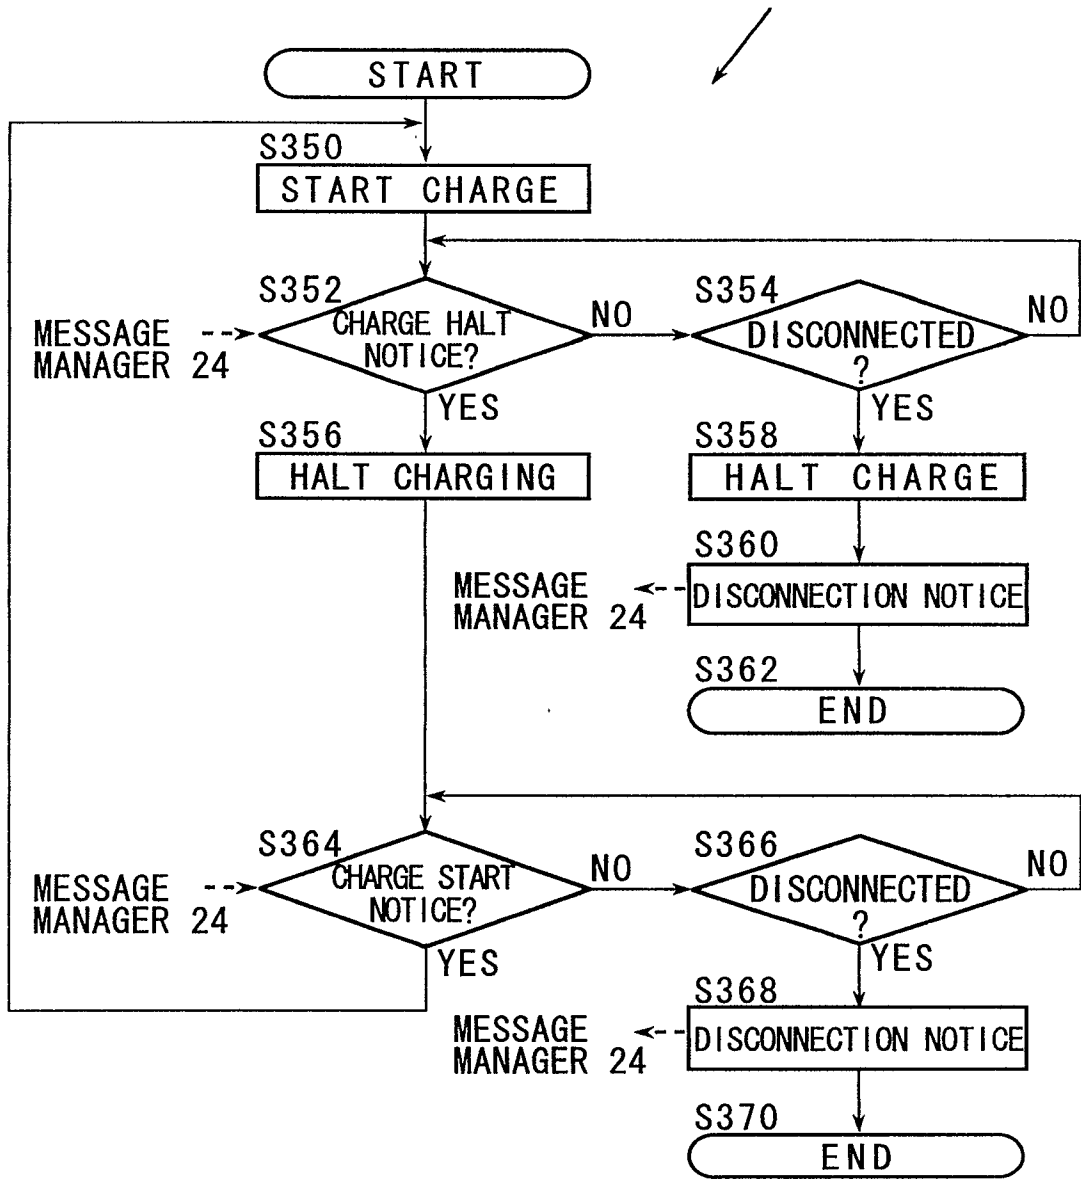 START
S350
START CHARGE
S352
CHARGE HALT
NOTICE?
MESSAGE
MANAGER 24
NO
YES
S354
DISCONNECTED
?
NO
YES
S356
HALT CHARGING
S358
HALT CHARGE
S360
DISCONNECTION NOTICE
MESSAGE
MANAGER 24
S362
END
S364
CHARGE START
NOTICE?
MESSAGE
MANAGER 24
NO
YES
S366
DISCONNECTED
?
NO
YES
S368
DISCONNECTION NOTICE
MESSAGE
MANAGER 24
S370
END